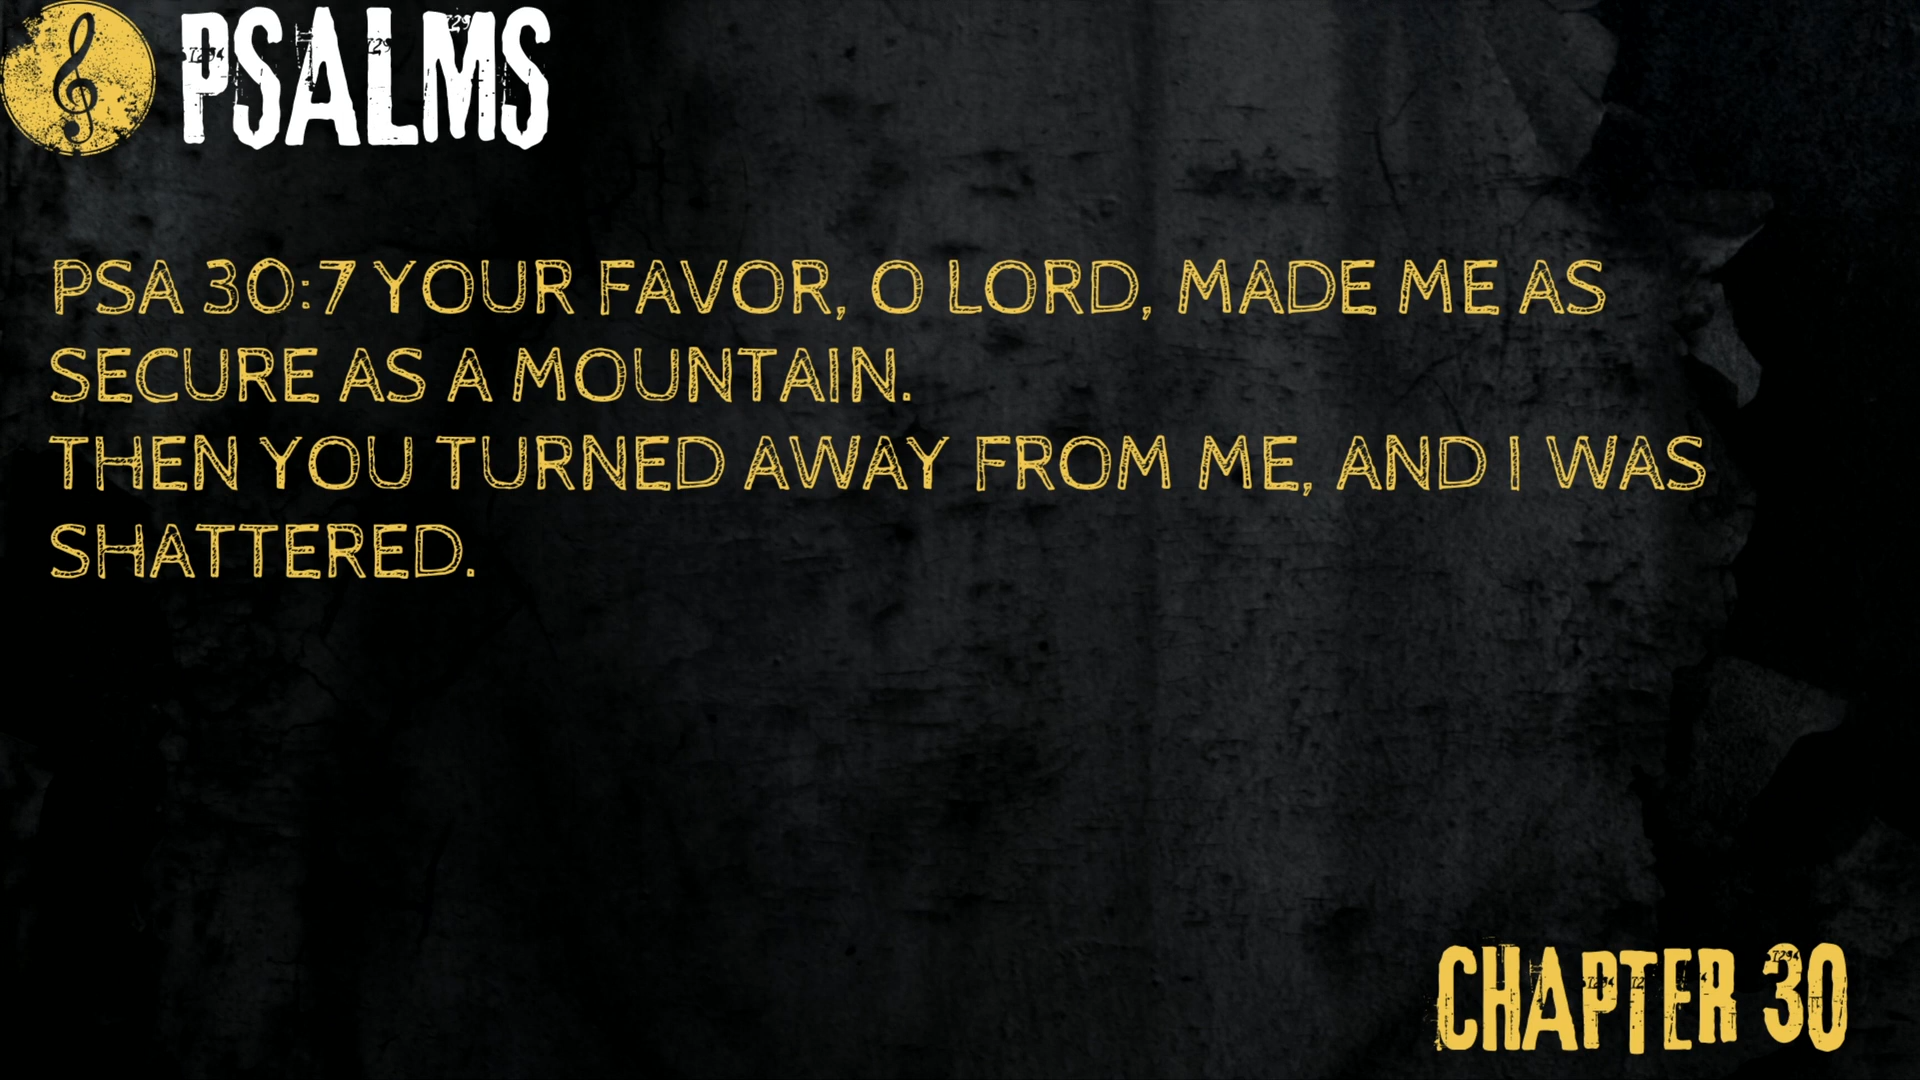 PSALMS
PSA 30:7 YOUR FAVOR, O LORD, MADE ME AS
SECURE AS A MOUNTAIN.
THEN YOU TURNED AWAY FROM ME, AND I WAS
SHATTERED.
CHAPTER 30